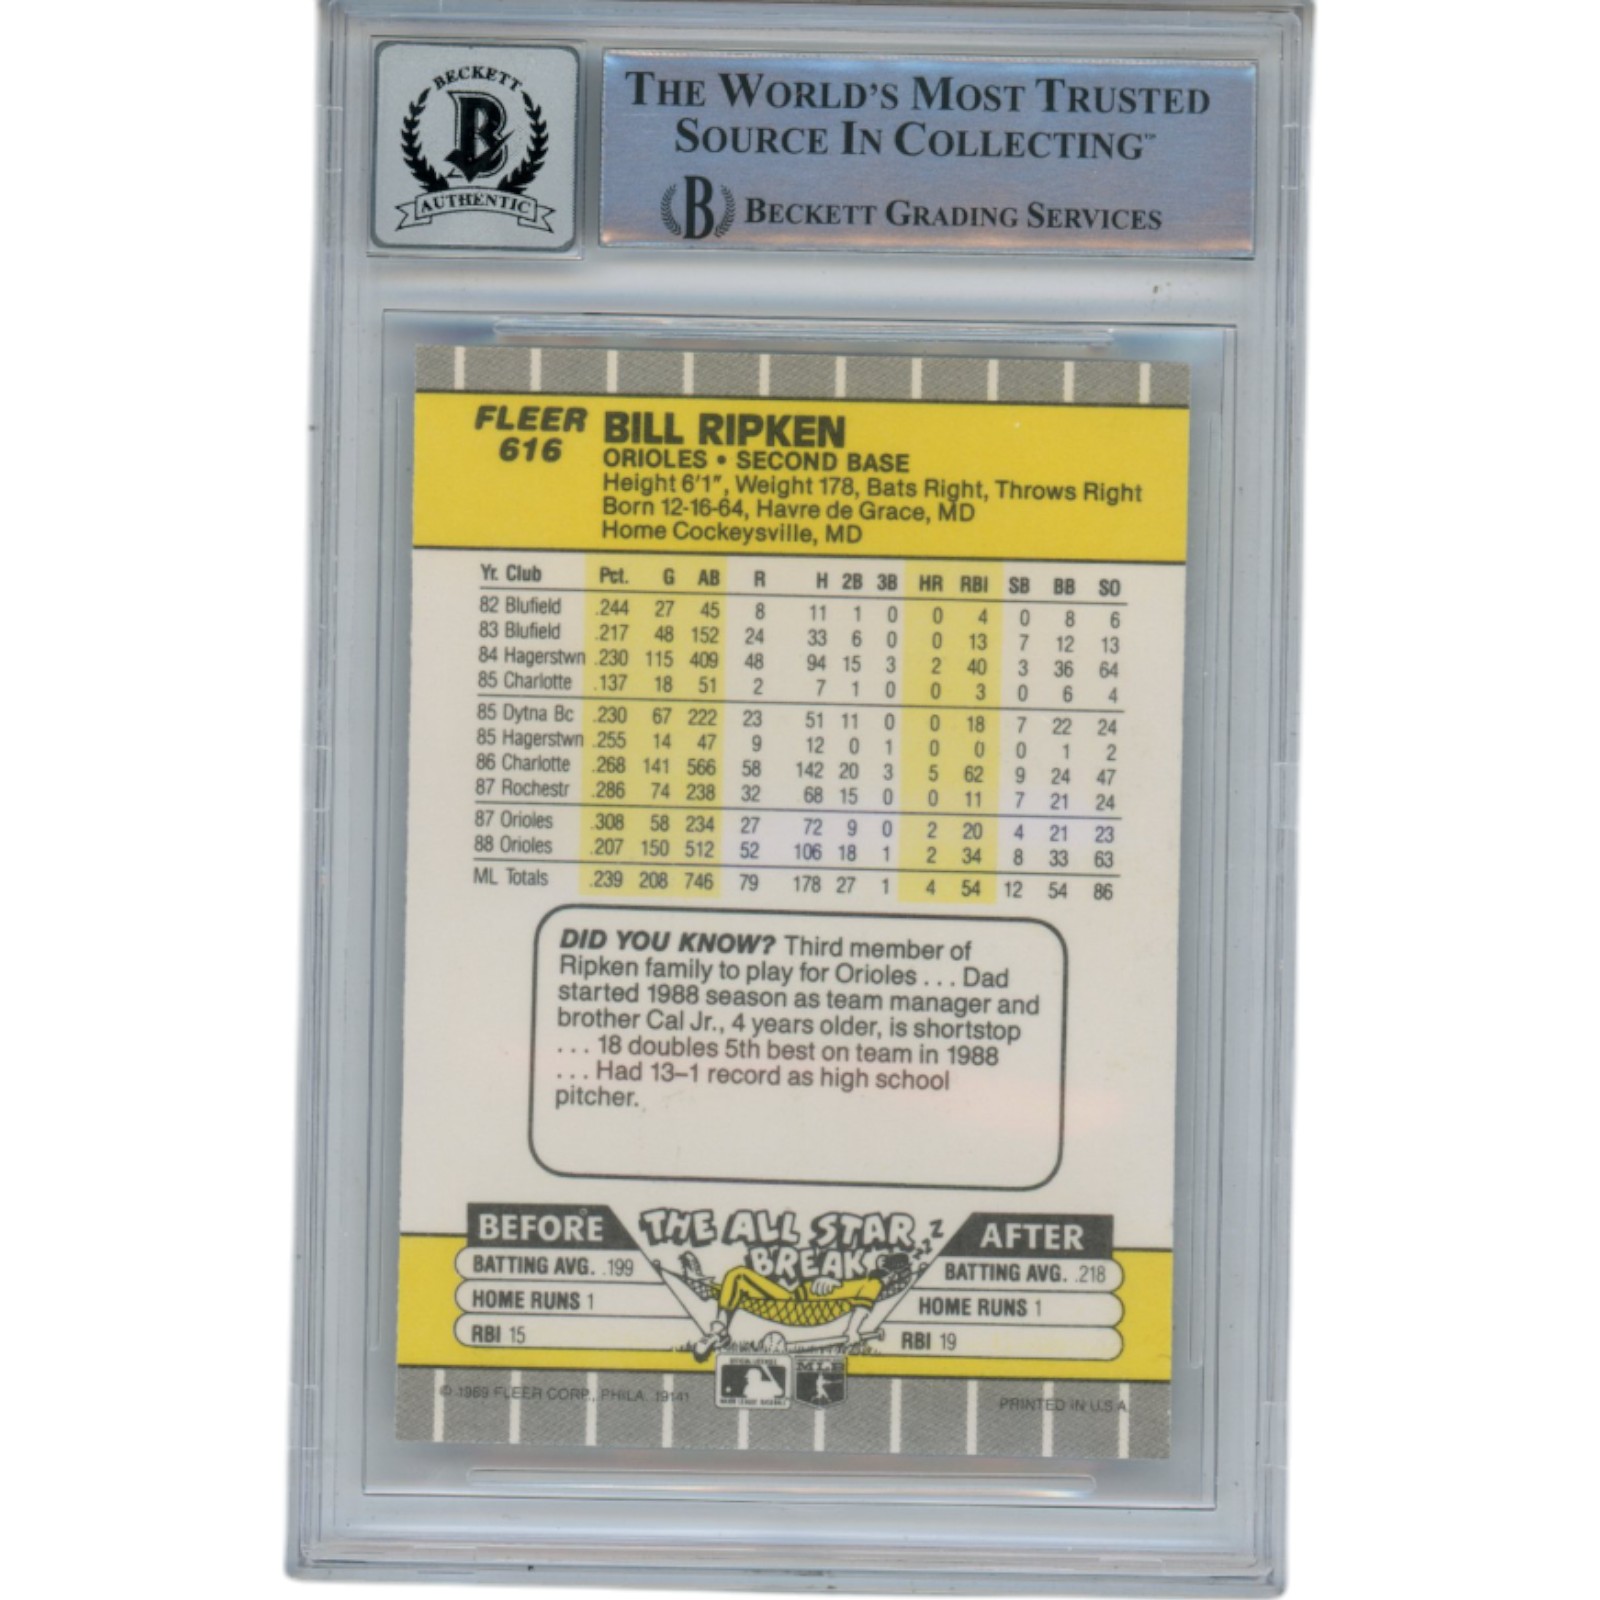 BECKETT
B
AUTHENTIC
THE WORLD'S MOST TRUSTED
SOURCE IN COLLECTING™
B BECKETT GRADING SERVICES
FLEER
616
BILL RIPKEN
ORIOLES • SECOND BASE
Height 6'1", Weight 178, Bats Right, Throws Right
Born 12-16-64, Havre de Grace, MD
Home Cockeysville, MD
Yr. Club Pct. G AB R H 2B 3B HR RBI SB BB SO
82 Blufield .244 27 45 8 11 1 0 0 4 0 8 6
83 Blufield .217 48 152 24 33 6 0 0 13 7 12 13
84 Hagerstwn .230 115 409 48 94 15 3 2 40 3 36 64
85 Charlotte .137 18 51 2 7 1 0 0 3 0 6 4
85 Dytna Bc .230 67 222 23 51 11 0 0 18 7 22 24
85 Hagerstwn .255 14 47 9 12 0 1 0 0 0 1 2
86 Charlotte .268 141 566 58 142 20 3 5 62 9 24 47
87 Rochestr .286 74 238 32 68 15 0 0 11 7 21 24
87 Orioles .308 58 234 27 72 9 0 2 20 4 21 23
88 Orioles .207 150 512 52 106 18 1 2 34 8 33 63
ML Totals .239 208 746 79 178 27 1 4 54 12 54 86
DID YOU KNOW? Third member of
Ripken family to play for Orioles . . . Dad
started 1988 season as team manager and
brother Cal Jr., 4 years older, is shortstop
. . . 18 doubles 5th best on team in 1988
. . . Had 13–1 record as high school
pitcher.
BEFORE
BATTING AVG. .199
HOME RUNS 1
RBI 15
THE ALL STAR
BREAK
ZZZZ
AFTER
BATTING AVG. .218
HOME RUNS 1
RBI 19
MLB
© 1989 FLEER CORP., PHILA. 19141
PRINTED IN U.S.A.